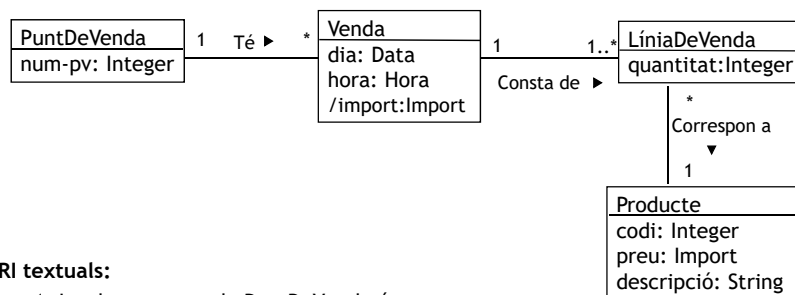 PuntDeVenda
num-pv: Integer
1 Té ▶ *
Venda
dia: Data
hora: Hora
/import:Import
1 1..*
Consta de ▶
LíniaDeVenda
quantitat:Integer
*
Correspon a
▼
1
Producte
codi: Integer
preu: Import
descripció: String
RI textuals: